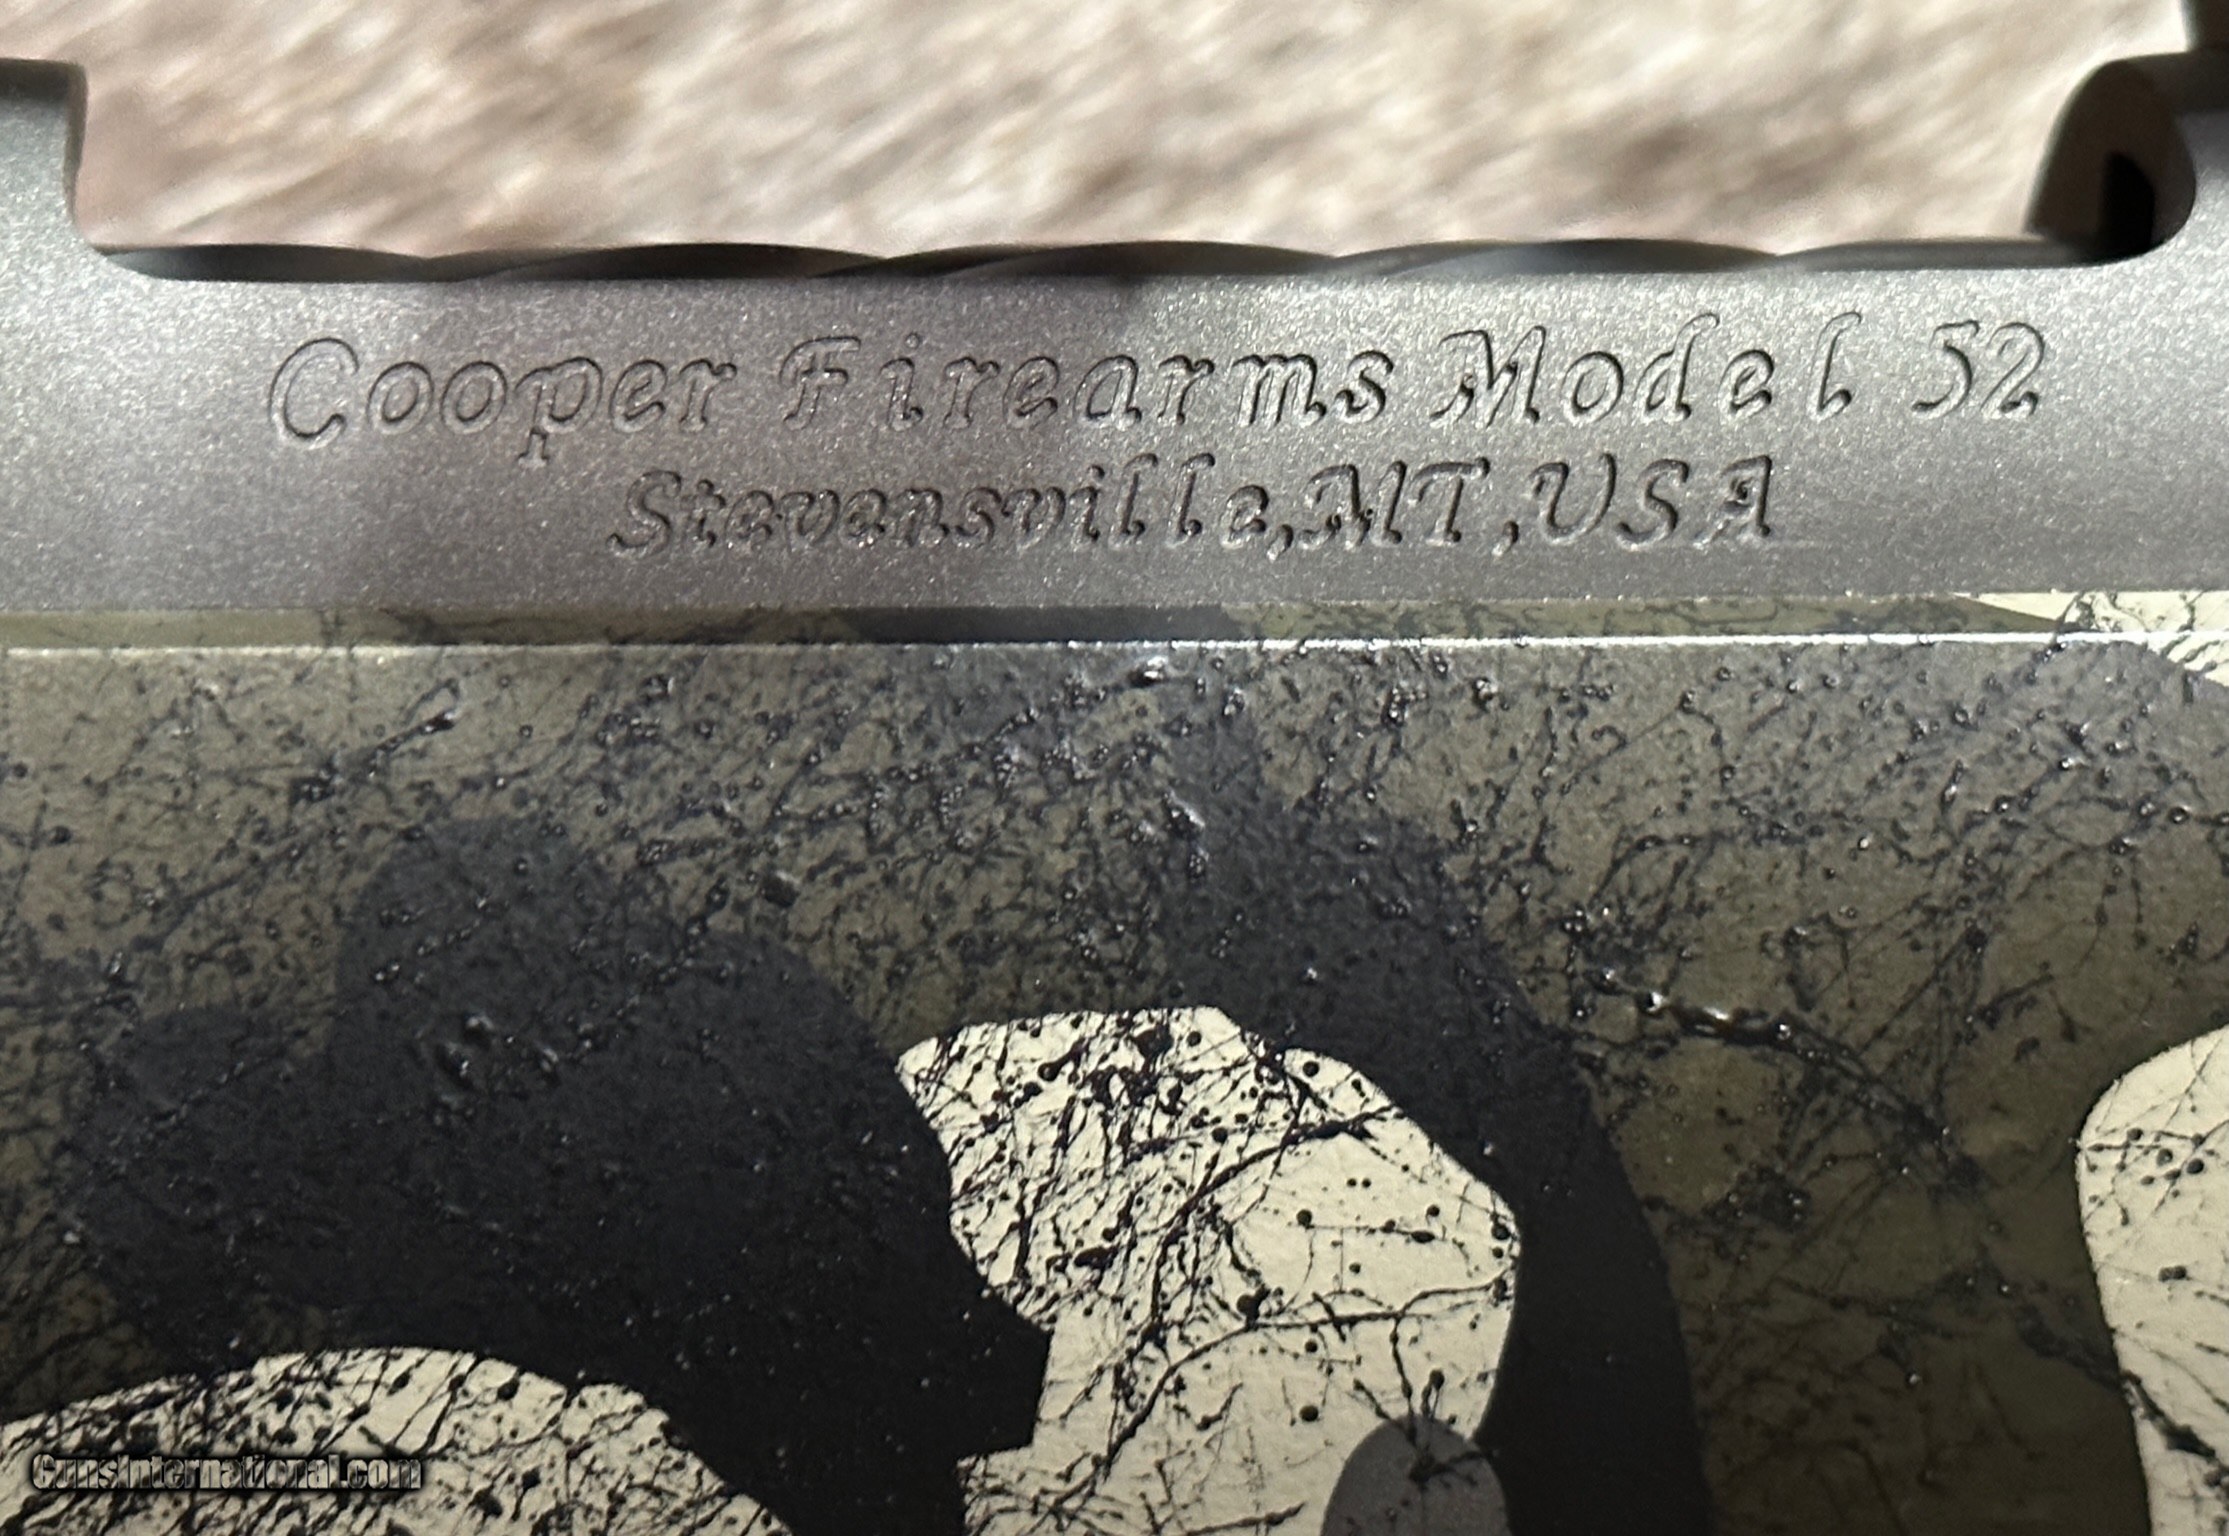 Cooper Firearms Model 52
Stevensville,MT,USA
GunsInternational.com